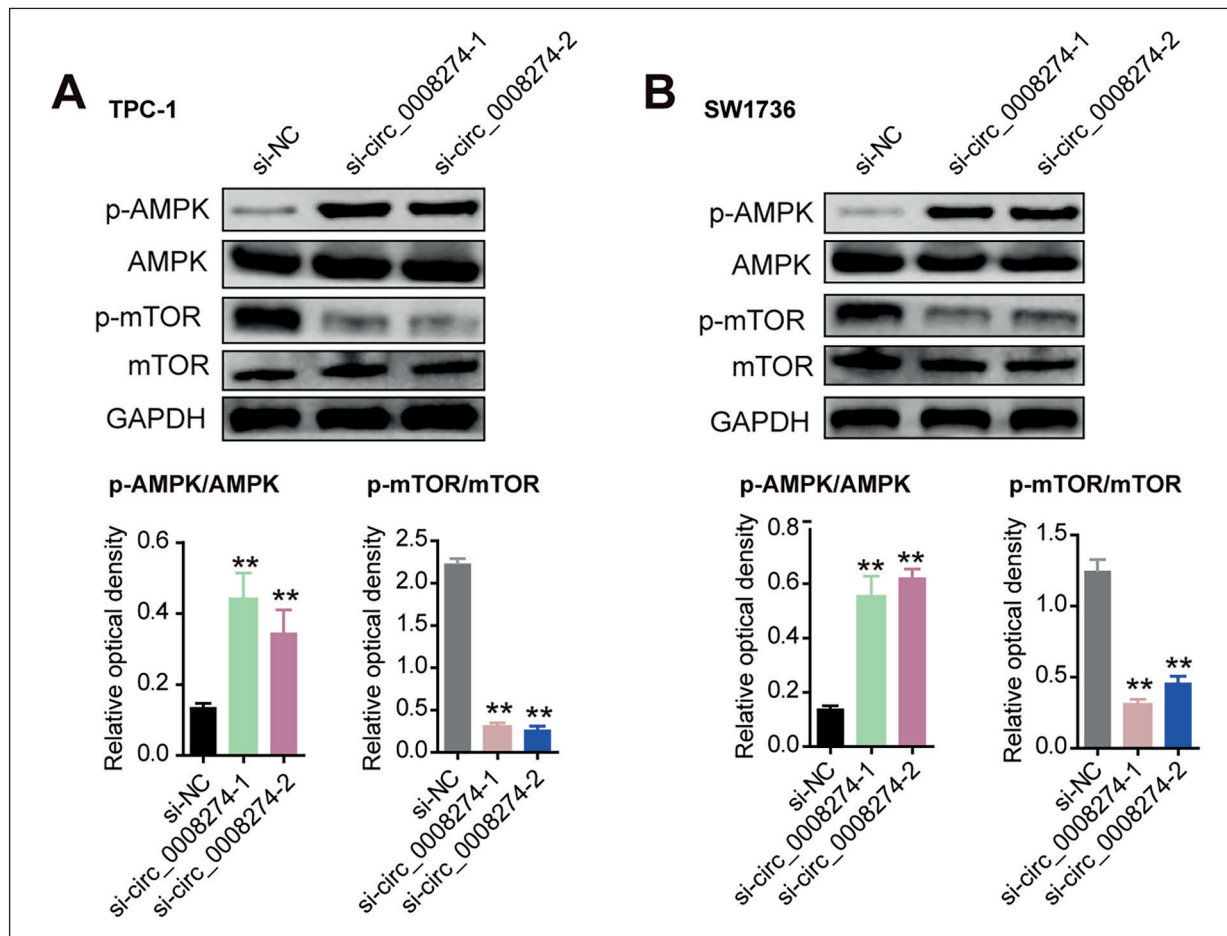 A
TPC-1
si-NC
si-circ_0008274-1
si-circ_0008274-2
p-AMPK
AMPK
p-mTOR
mTOR
GAPDH
p-AMPK/AMPK
Relative optical density
0.6
0.4
0.2
0.0
**
**
si-NC
si-circ_0008274-1
si-circ_0008274-2
p-mTOR/mTOR
Relative optical density
2.5
2.0
1.5
1.0
0.5
0.0
**
**
si-NC
si-circ_0008274-1
si-circ_0008274-2
B
SW1736
si-NC
si-circ_0008274-1
si-circ_0008274-2
p-AMPK
AMPK
p-mTOR
mTOR
GAPDH
p-AMPK/AMPK
Relative optical density
0.8
0.6
0.4
0.2
0.0
**
**
si-NC
si-circ_0008274-1
si-circ_0008274-2
p-mTOR/mTOR
Relative optical density
1.5
1.0
0.5
0.0
**
**
si-NC
si-circ_0008274-1
si-circ_0008274-2